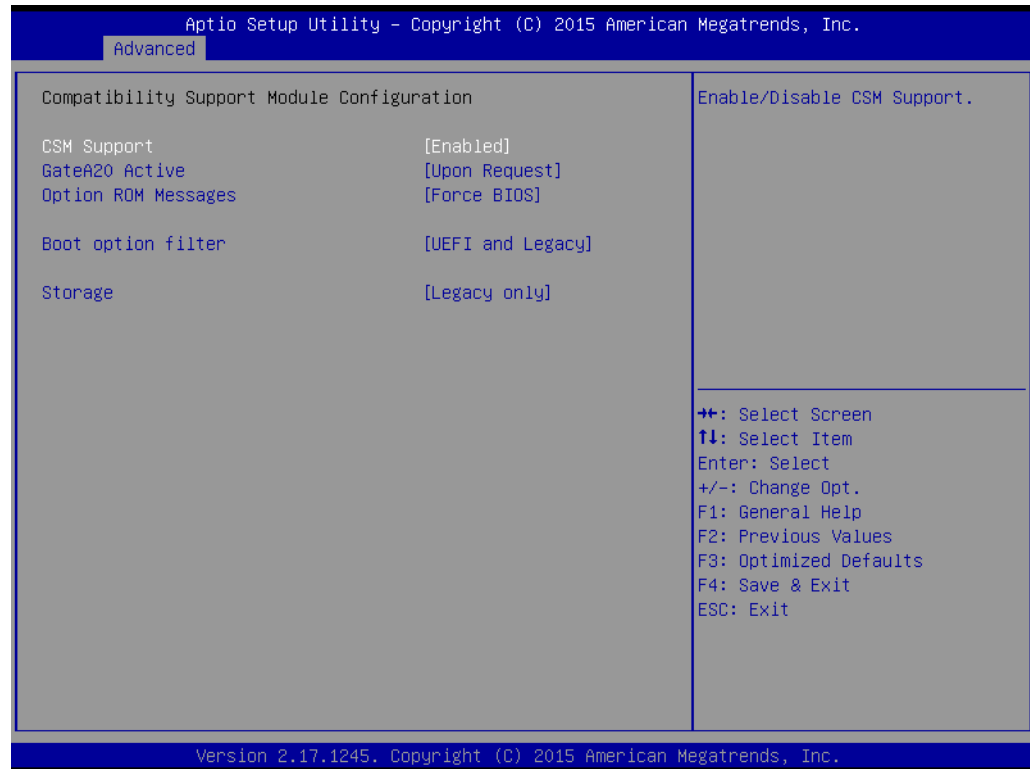 Aptio Setup Utility – Copyright (C) 2015 American Megatrends, Inc.
Advanced
Compatibility Support Module Configuration
CSM Support [Enabled]
GateA20 Active [Upon Request]
Option ROM Messages [Force BIOS]
Boot option filter [UEFI and Legacy]
Storage [Legacy only]
Enable/Disable CSM Support.
→←: Select Screen
↑↓: Select Item
Enter: Select
+/-: Change Opt.
F1: General Help
F2: Previous Values
F3: Optimized Defaults
F4: Save & Exit
ESC: Exit
Version 2.17.1245. Copyright (C) 2015 American Megatrends, Inc.